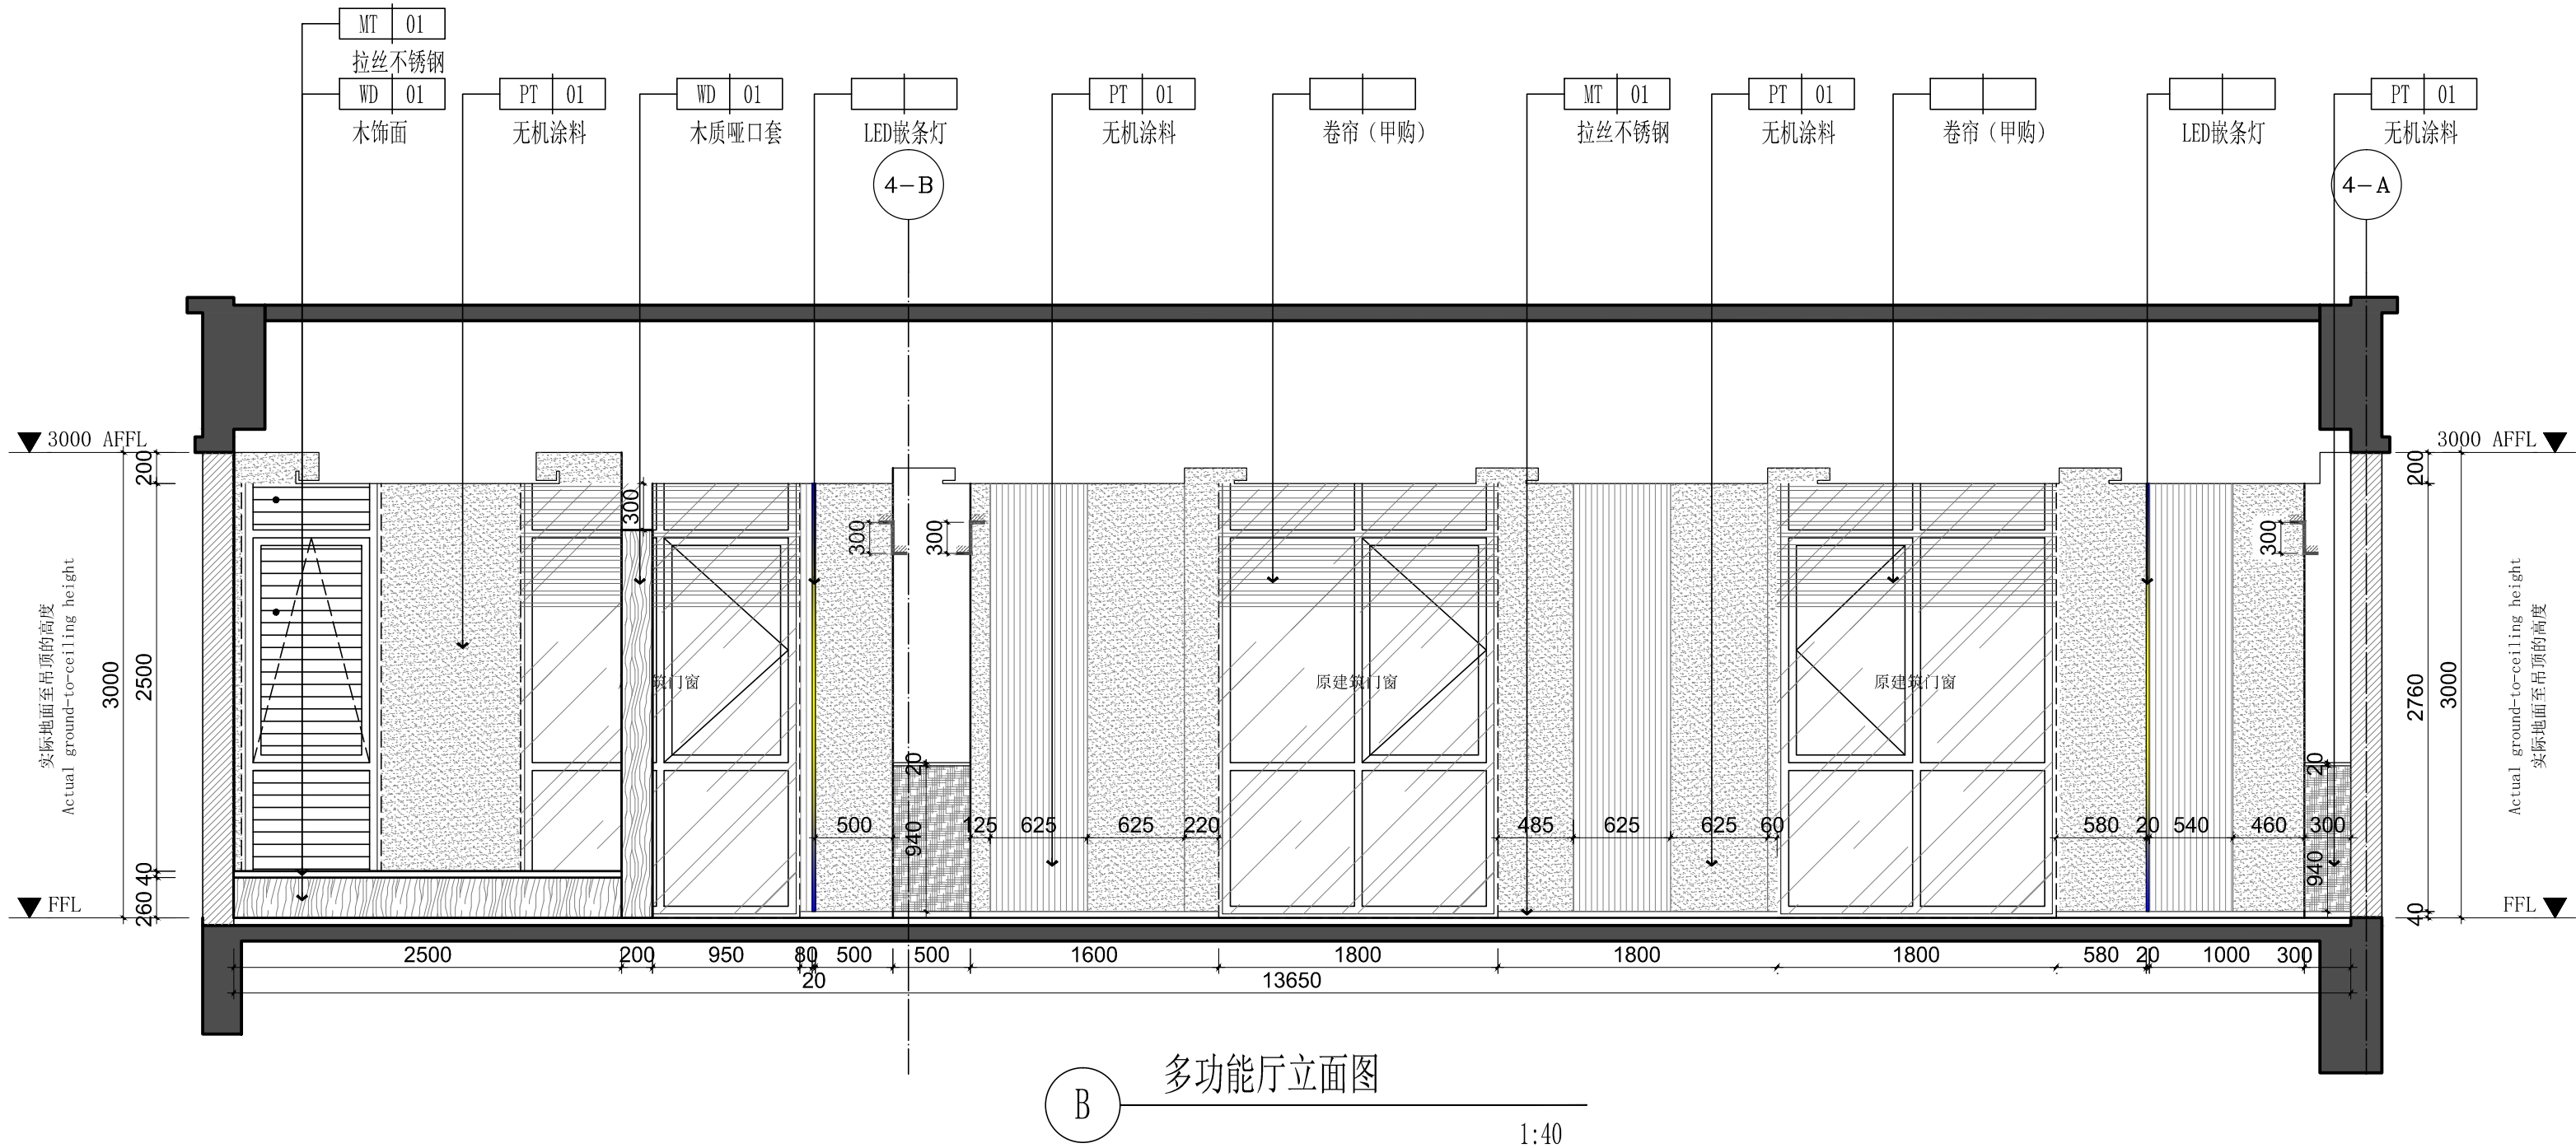 MT 01
拉丝不锈钢
WD 01
木饰面
PT 01
无机涂料
WD 01
木质哑口套
LED嵌条灯
PT 01
无机涂料
卷帘（甲购）
MT 01
拉丝不锈钢
PT 01
无机涂料
卷帘（甲购）
LED嵌条灯
PT 01
无机涂料
4-B
4-A
3000 AFFL
3000 AFFL
200
200
300
300
300
300
实际地面至吊顶的高度
Actual ground-to-ceiling height
3000
2500
筑门窗
原建筑门窗
原建筑门窗
2760
3000
Actual ground-to-ceiling height
实际地面至吊顶的高度
20
20
500
940
125
625
625
220
485
625
625
60
580
20
540
460
300
940
40
260
40
FFL
FFL
2500
200
950
80
500
500
1600
1800
1800
1800
580
20
1000
300
20
13650
B
多功能厅立面图
1:40